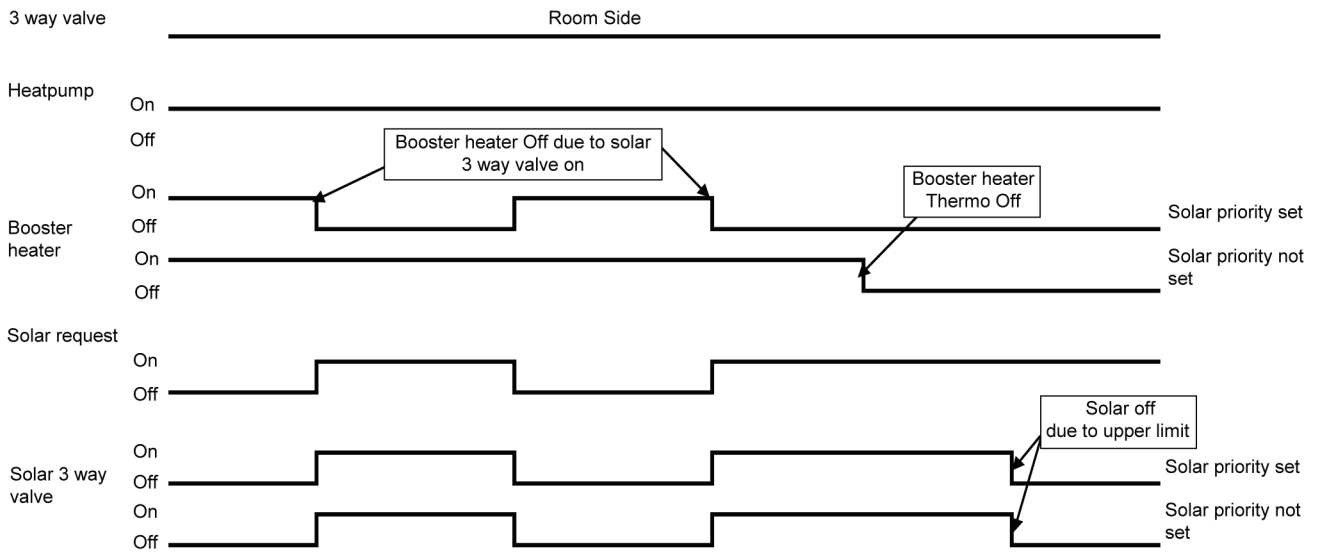 3 way valve
Room Side
Heatpump
On
Off
Booster heater Off due to solar
3 way valve on
Booster heater
Thermo Off
On
Off
Booster
heater
On
Off
Solar priority set
Solar priority not
set
Solar request
On
Off
Solar off
due to upper limit
Solar 3 way
valve
On
Off
On
Off
Solar priority set
Solar priority not
set